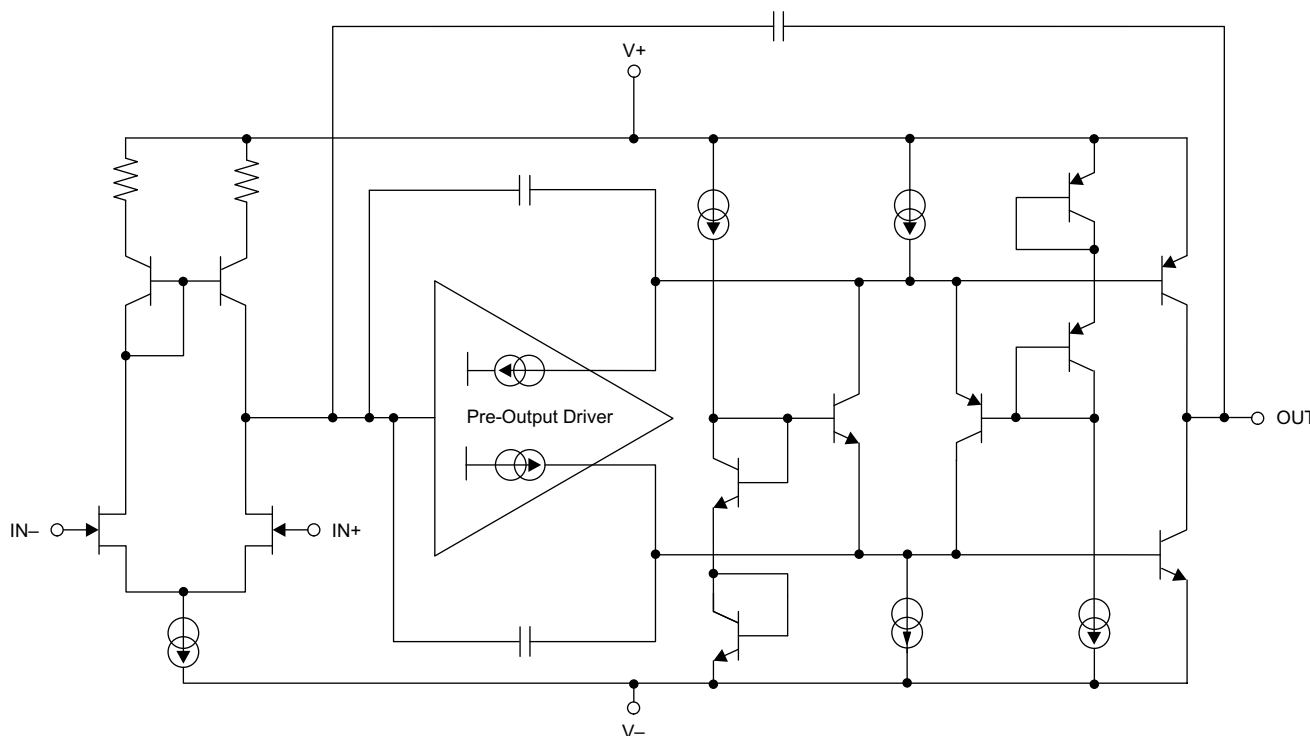 V+
Pre-Output Driver
OUT
IN–
IN+
V–